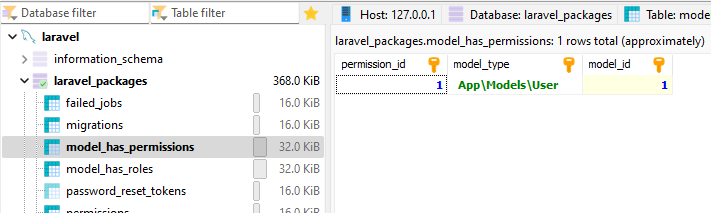 Database filter
Table filter
laravel
information_schema
laravel_packages 368.0 KiB
failed_jobs 16.0 KiB
migrations 16.0 KiB
model_has_permissions 32.0 KiB
model_has_roles 32.0 KiB
password_reset_tokens 16.0 KiB
permissions
Host: 127.0.0.1
Database: laravel_packages
Table: mode
laravel_packages.model_has_permissions: 1 rows total (approximately)
permission_id model_type model_id
1 App\Models\User 1